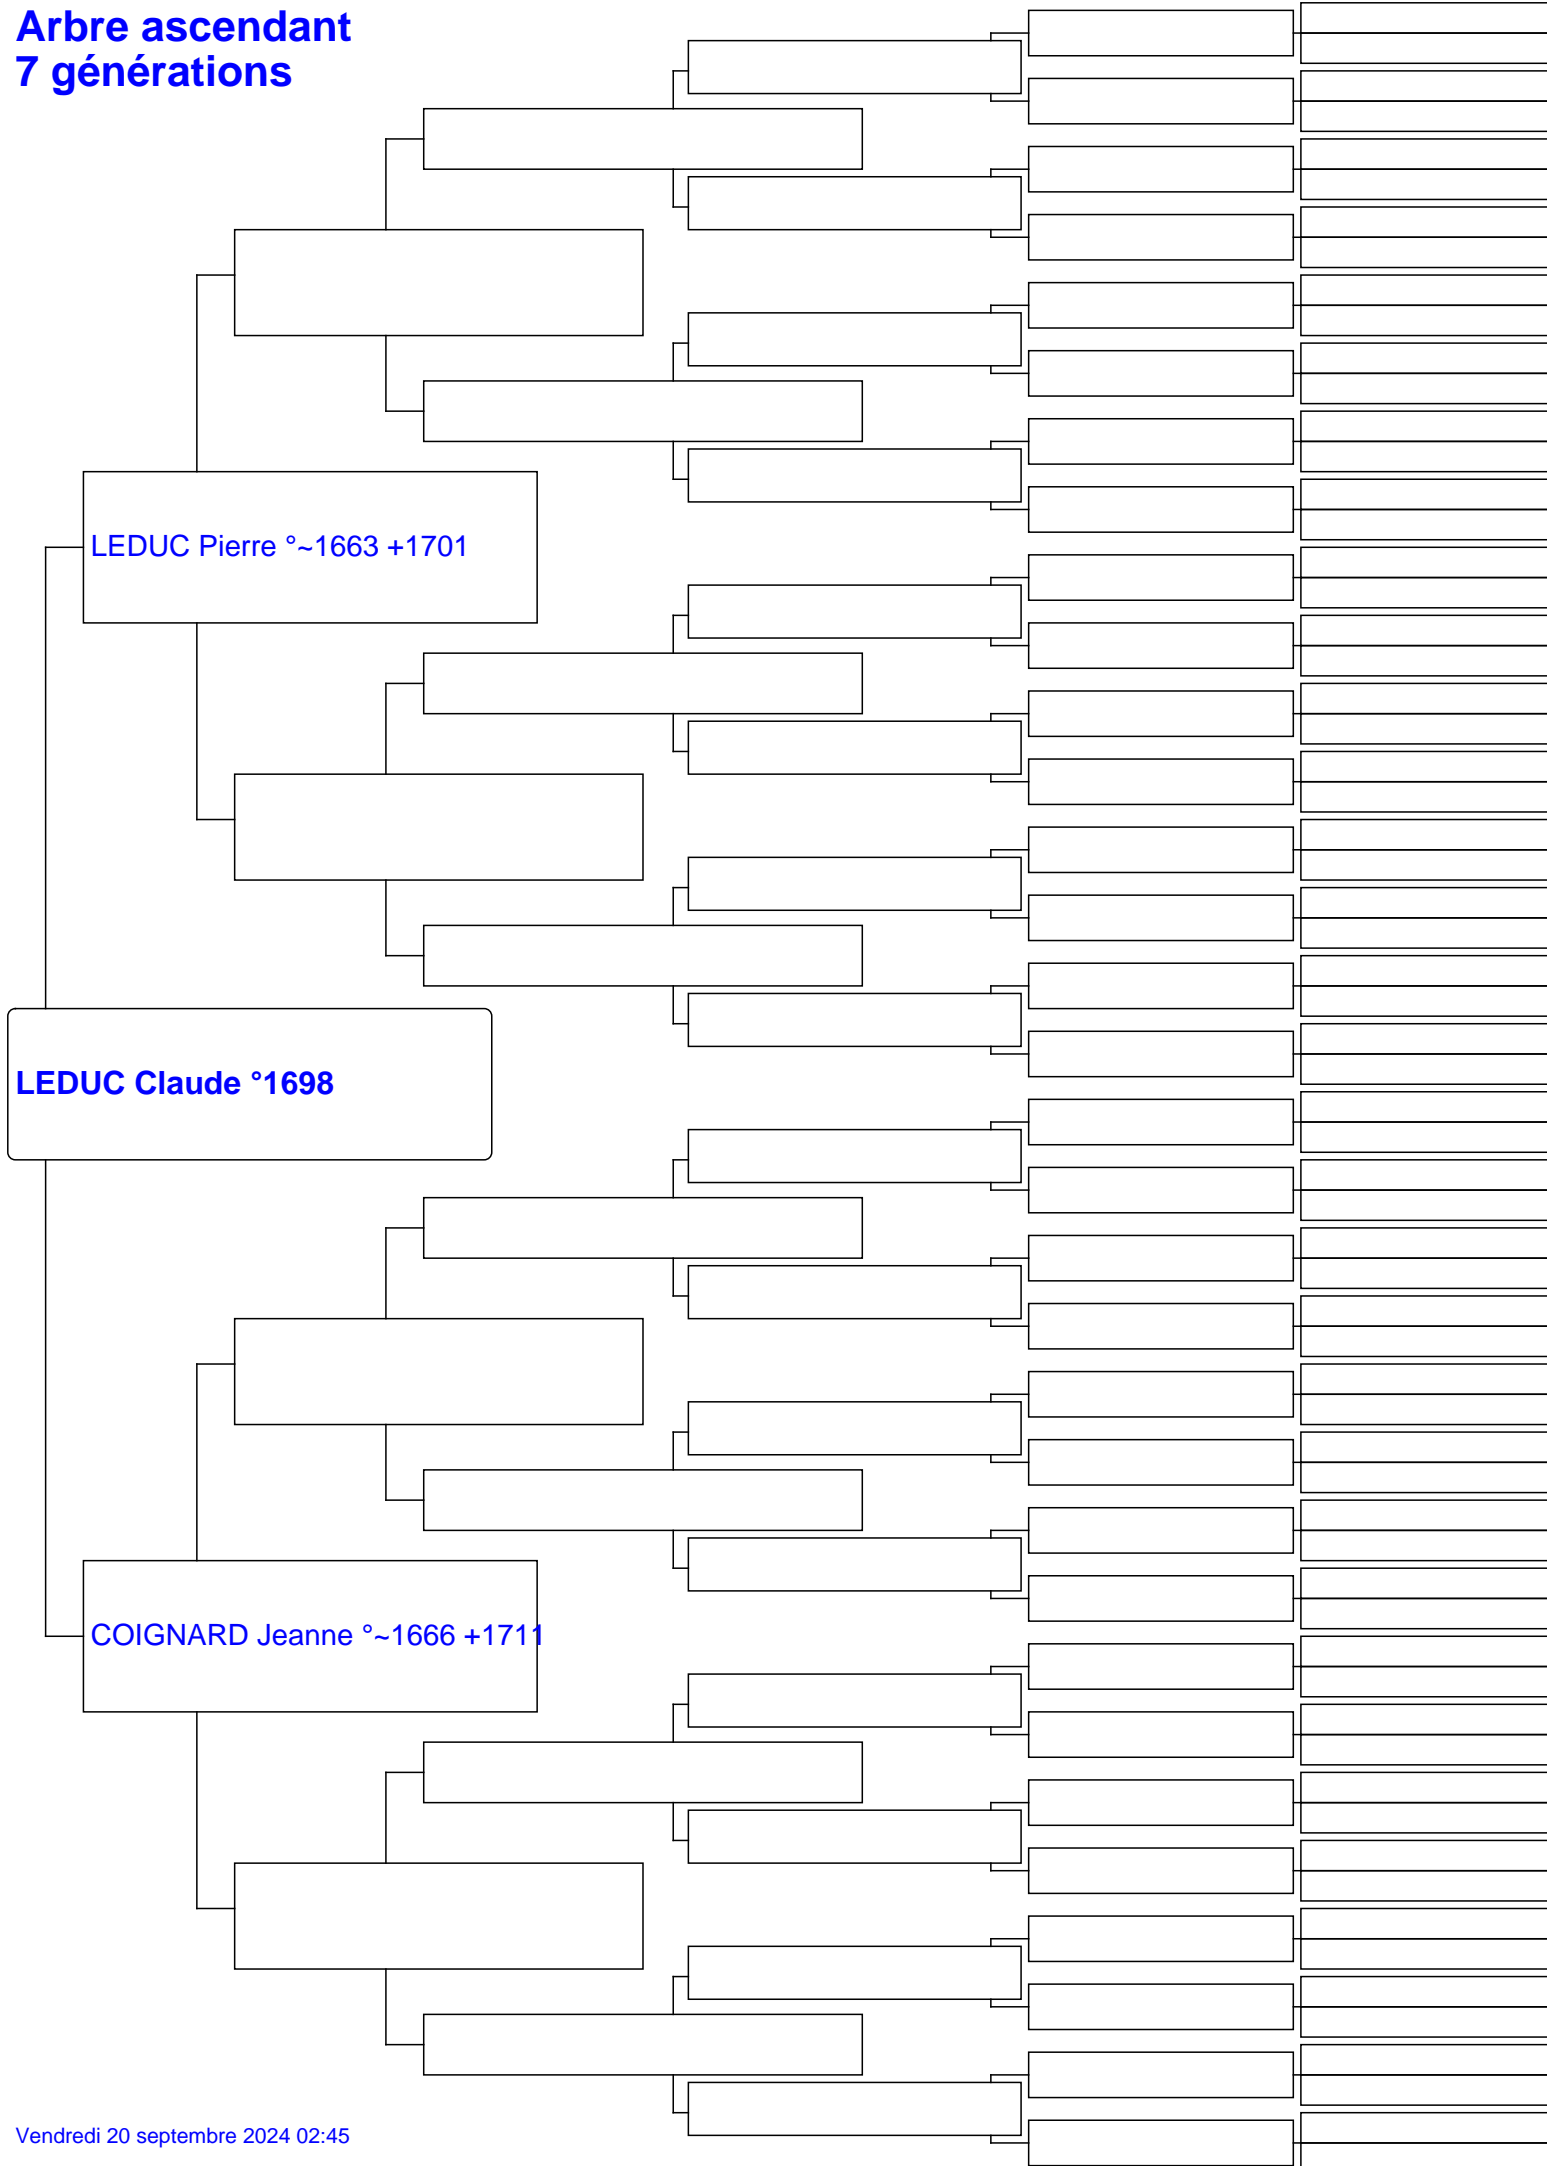 Arbre ascendant
7 générations
LEDUC Pierre °~1663 +1701
LEDUC Claude °1698
COIGNARD Jeanne °~1666 +1711
Vendredi 20 septembre 2024 02:45